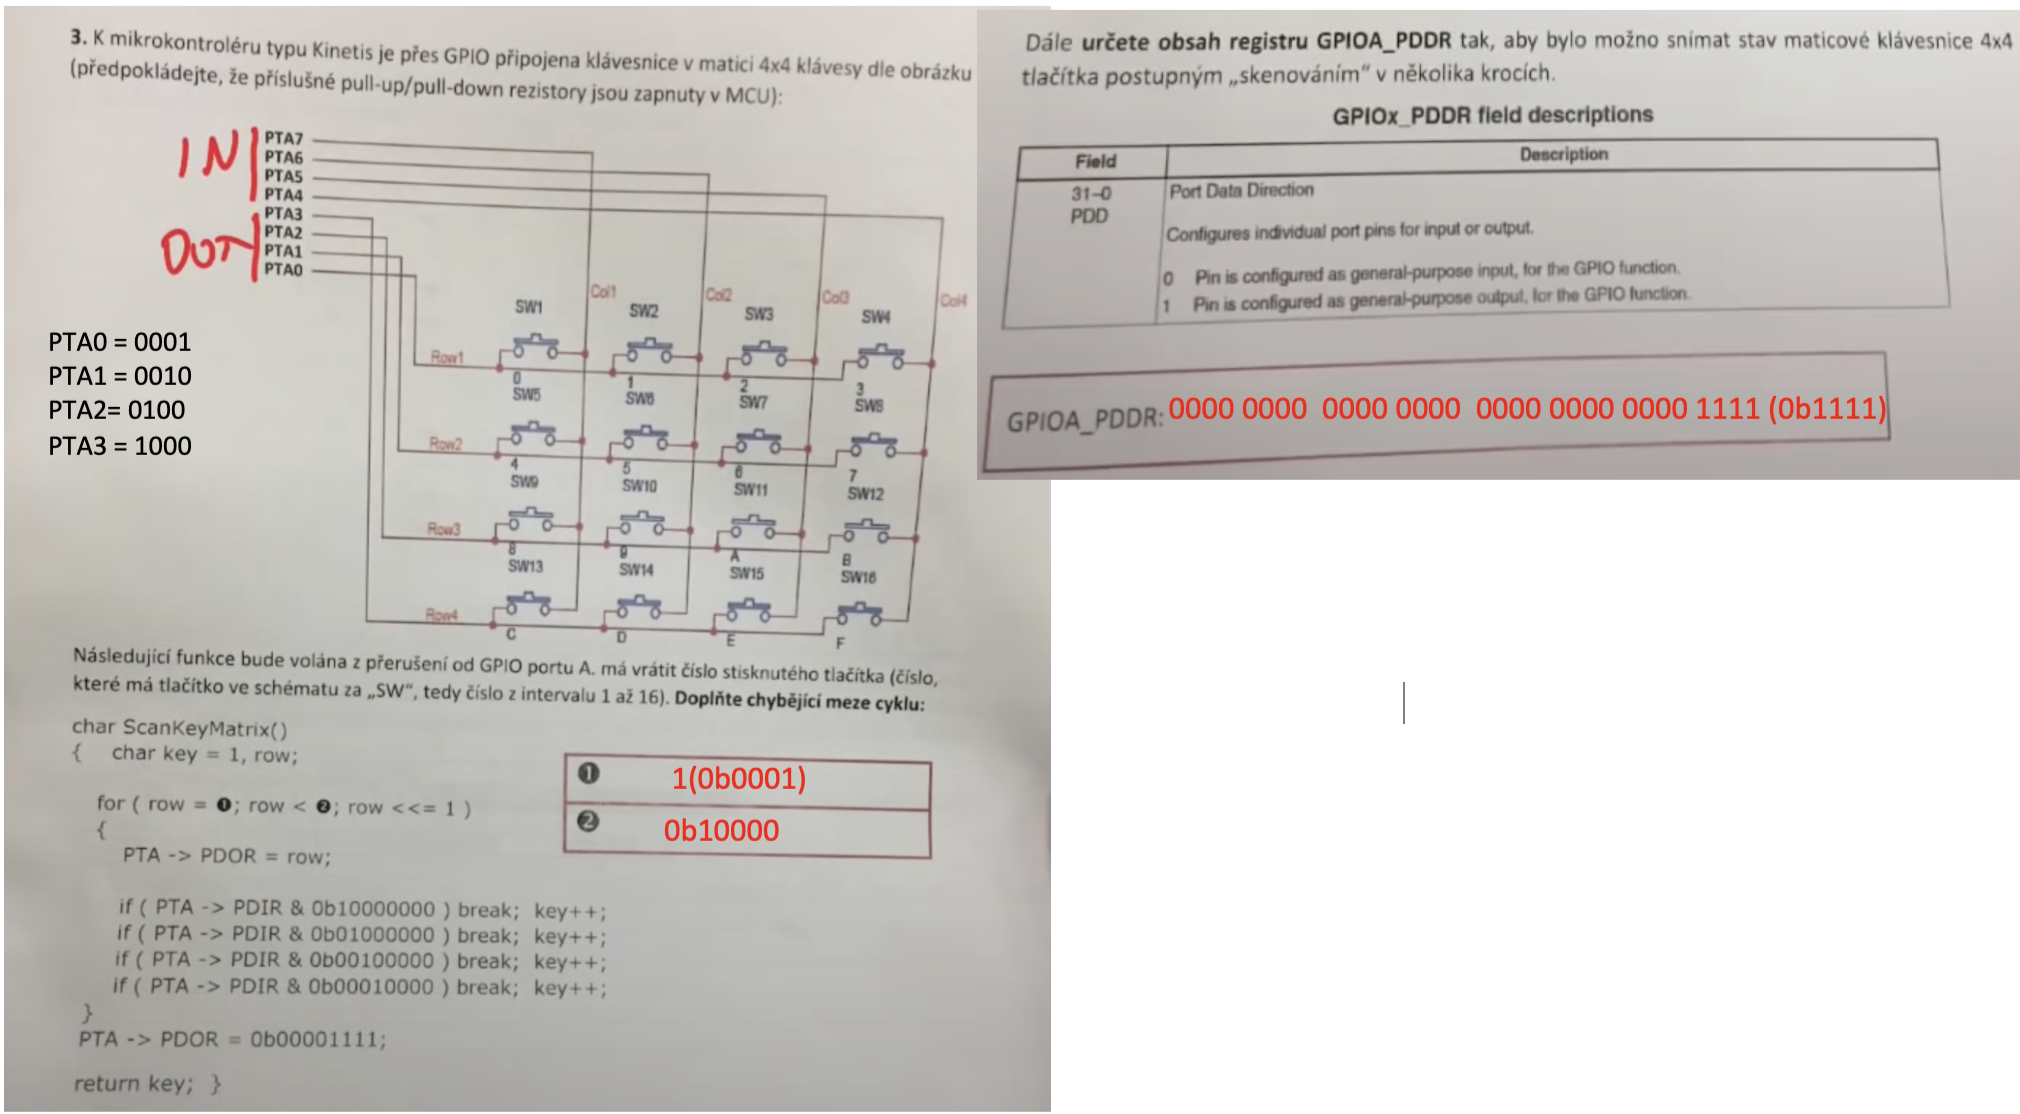 3. K mikrokontroléru typu Kinetis je přes GPIO připojena klávesnice v matici 4x4 klávesy dle obrázku
(předpokládejte, že příslušné pull-up/pull-down rezistory jsou zapnuty v MCU):
IN
OUT
PTA7
PTA6
PTA5
PTA4
PTA3
PTA2
PTA1
PTA0
PTA0 = 0001
PTA1 = 0010
PTA2= 0100
PTA3 = 1000
Col1 Col2 Col3 Col4
SW1 SW2 SW3 SW4
Row1
0 1 2 3
SW5 SW6 SW7 SW8
Row2
4 5 6 7
SW9 SW10 SW11 SW12
Row3
8 9 A B
SW13 SW14 SW15 SW16
Row4
C D E F
Následující funkce bude volána z přerušení od GPIO portu A. má vrátit číslo stisknutého tlačítka (číslo,
které má tlačítko ve schématu za „SW“, tedy číslo z intervalu 1 až 16). Doplňte chybějící meze cyklu:
char ScanKeyMatrix()
{ char key = 1, row;
for ( row = ❶; row < ❷; row <<= 1 )
{
PTA -> PDOR = row;
if ( PTA -> PDIR & 0b10000000 ) break; key++;
if ( PTA -> PDIR & 0b01000000 ) break; key++;
if ( PTA -> PDIR & 0b00100000 ) break; key++;
if ( PTA -> PDIR & 0b00010000 ) break; key++;
}
PTA -> PDOR = 0b00001111;
return key; }
❶ 1(0b0001)
❷ 0b10000
Dále určete obsah registru GPIOA_PDDR tak, aby bylo možno snímat stav maticové klávesnice 4x4
tlačítka postupným „skenováním“ v několika krocích.
GPIOx_PDDR field descriptions
Field Description
31–0 Port Data Direction
PDD
Configures individual port pins for input or output.
0 Pin is configured as general-purpose input, for the GPIO function.
1 Pin is configured as general-purpose output, for the GPIO function.
GPIOA_PDDR: 0000 0000 0000 0000 0000 0000 0000 1111 (0b1111)